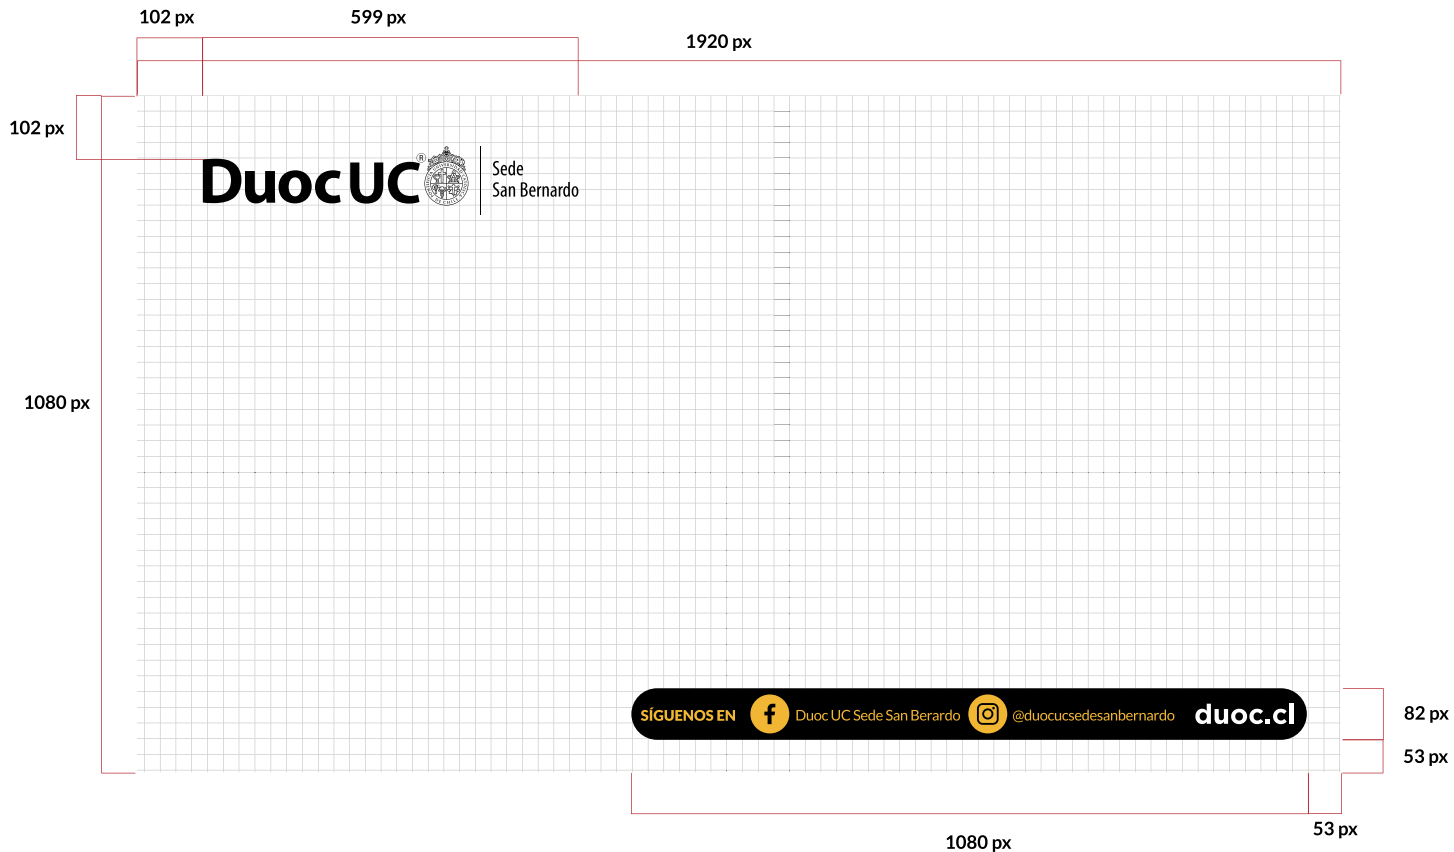 102 px
599 px
1920 px
102 px
Duoc UC®
Sede
San Bernardo
1080 px
SÍGUENOS EN
Duoc UC Sede San Berardo
@duocucsedesanbernardo
duoc.cl
82 px
53 px
53 px
1080 px